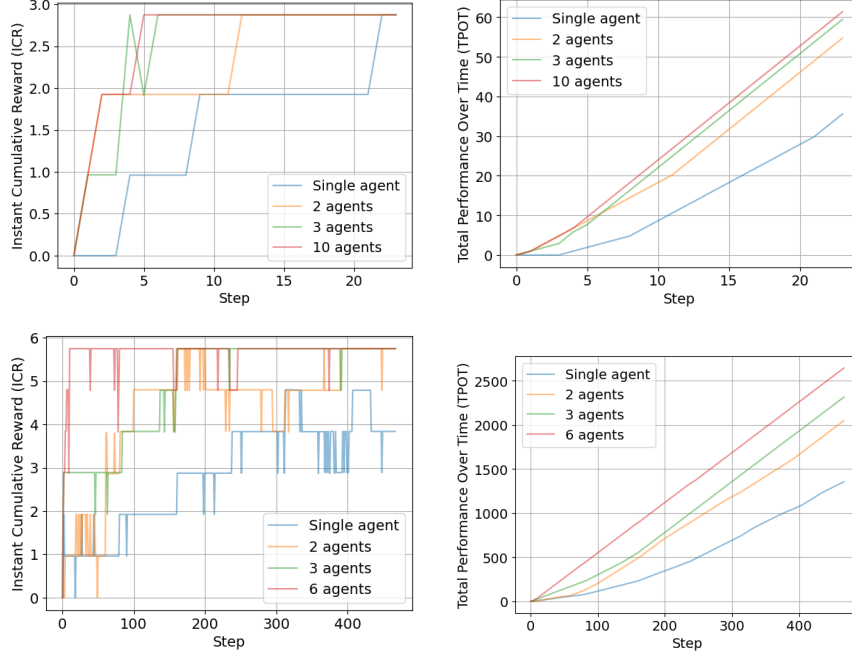 Instant Cumulative Reward (ICR)
3.0
2.5
2.0
1.5
1.0
0.5
0.0
0
5
10
15
20
Step
Single agent
2 agents
3 agents
10 agents
Total Performance Over Time (TPOT)
60
50
40
30
20
10
0
0
5
10
15
20
Step
Single agent
2 agents
3 agents
10 agents
Instant Cumulative Reward (ICR)
6
5
4
3
2
1
0
0
100
200
300
400
Step
Single agent
2 agents
3 agents
6 agents
Total Performance Over Time (TPOT)
2500
2000
1500
1000
500
0
0
100
200
300
400
Step
Single agent
2 agents
3 agents
6 agents